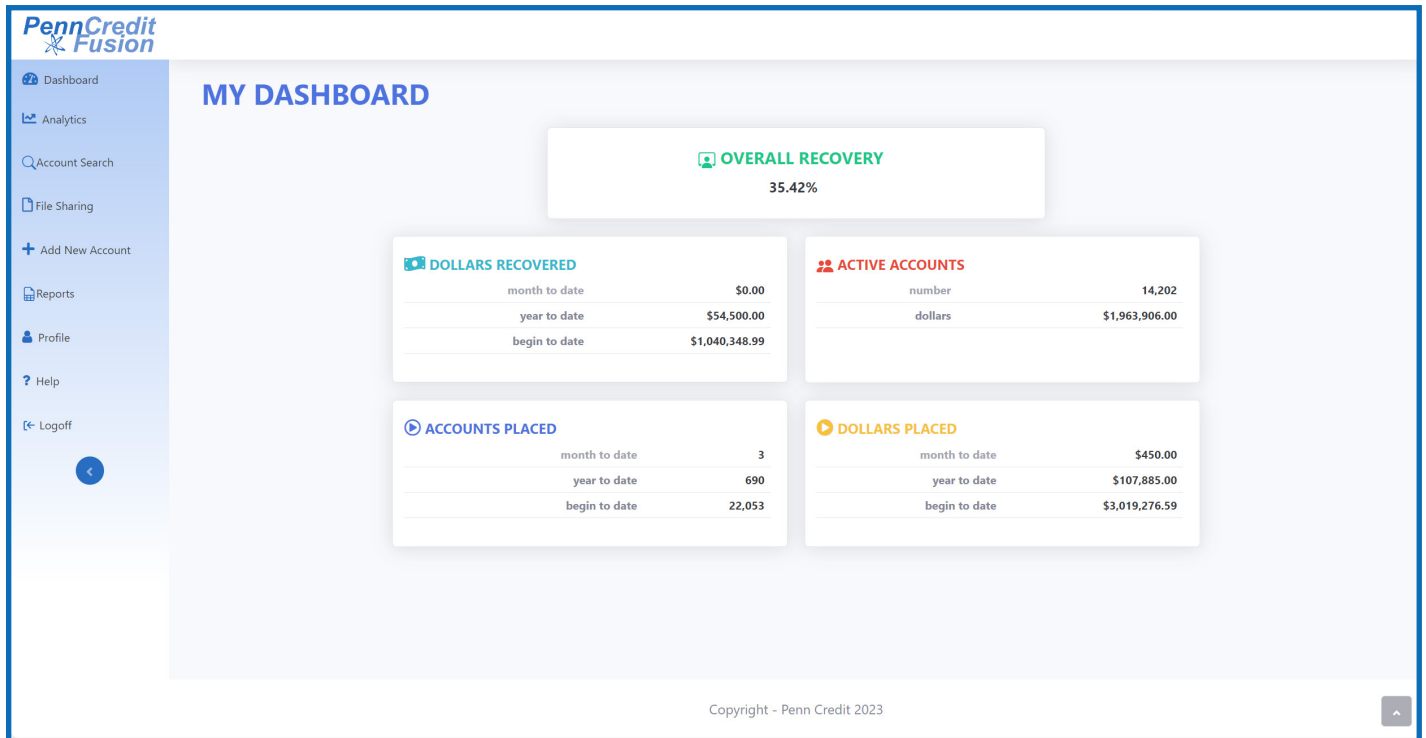 PennCredit
Fusion
Dashboard
Analytics
Account Search
File Sharing
Add New Account
Reports
Profile
? Help
Logoff
MY DASHBOARD
OVERALL RECOVERY
35.42%
DOLLARS RECOVERED
month to date $0.00
year to date $54,500.00
begin to date $1,040,348.99
ACTIVE ACCOUNTS
number 14,202
dollars $1,963,906.00
ACCOUNTS PLACED
month to date 3
year to date 690
begin to date 22,053
DOLLARS PLACED
month to date $450.00
year to date $107,885.00
begin to date $3,019,276.59
Copyright - Penn Credit 2023